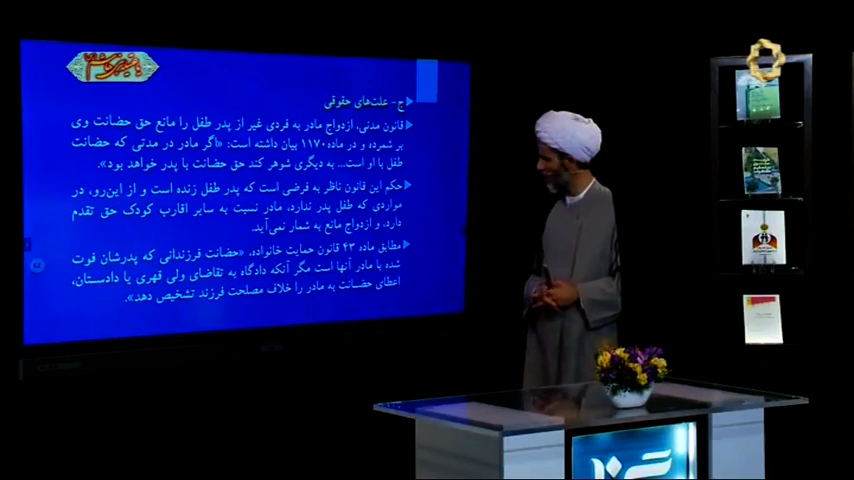 ج- علت‌های حقوقی
قانون مدنی، ازدواج مادر به فردی غیر از پدر طفل را مانع حق حضانت وی
بر شمرده و در ماده۱۱۷۰ بیان داشته است: «اگر مادر در مدتی که حضانت
طفل با او است... به دیگری شوهر کند حق حضانت با پدر خواهد بود».
حکم این قانون ناظر به فرضی است که پدر طفل زنده است و از این‌رو، در
مواردی که طفل پدر ندارد، مادر نسبت به سایر اقارب کودک حق تقدم
دارد، و ازدواج مانع به شمار نمی‌آید.
مطابق ماده ۴۳ قانون حمایت خانواده، «حضانت فرزندانی که پدرشان فوت
شده با مادر آنها است مگر آنکه دادگاه به تقاضای ولی قهری یا دادستان،
اعطای حضانت به مادر را خلاف مصلحت فرزند تشخیص دهد».